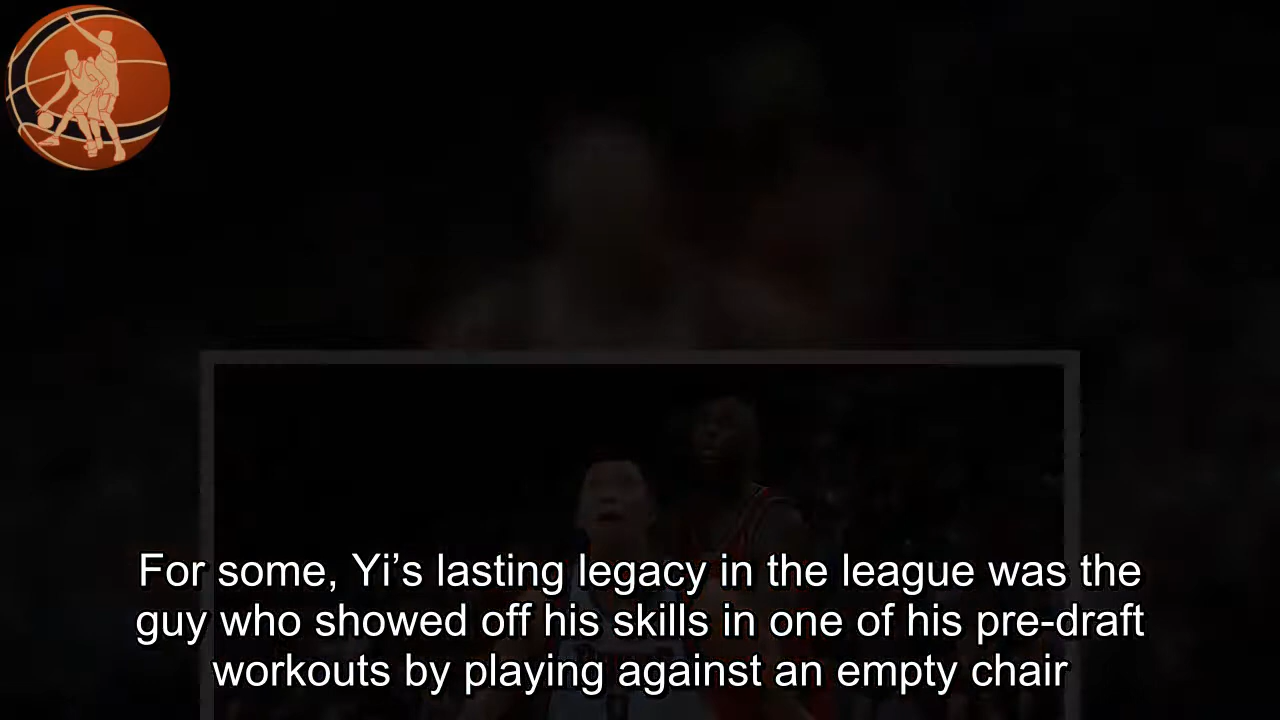 For some, Yi’s lasting legacy in the league was the
guy who showed off his skills in one of his pre-draft
workouts by playing against an empty chair